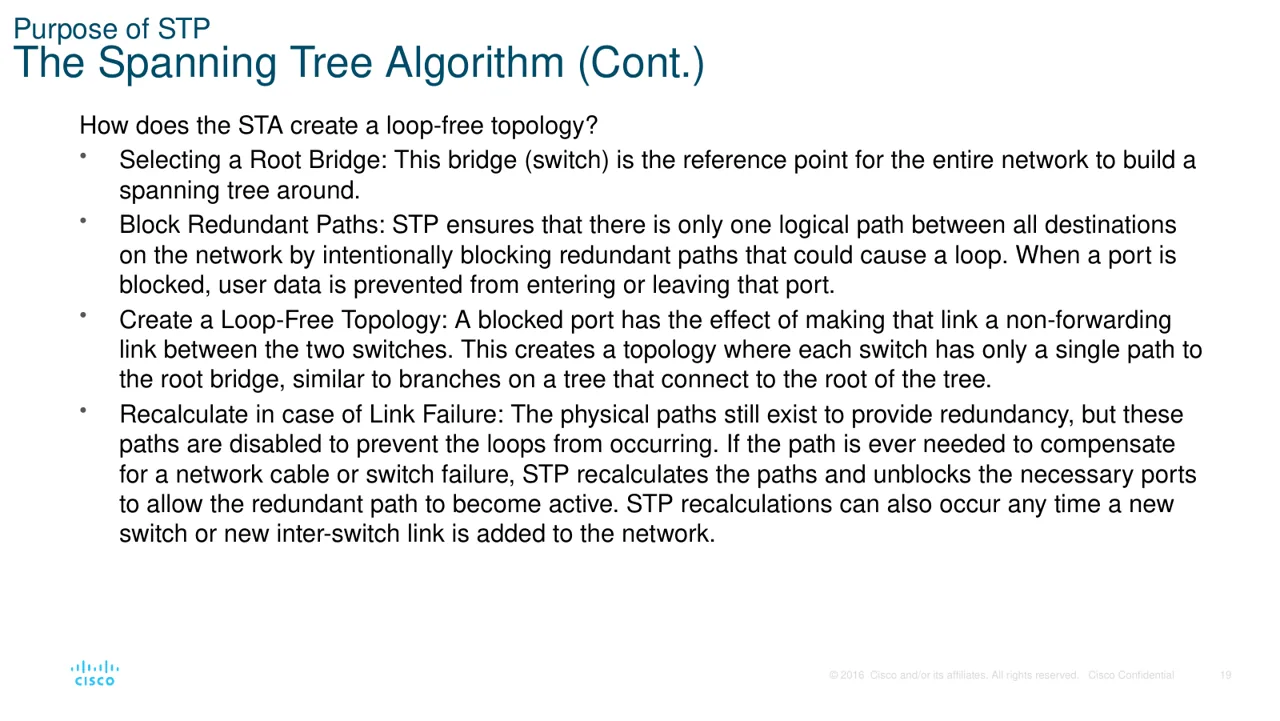 Purpose of STP
The Spanning Tree Algorithm (Cont.)
How does the STA create a loop-free topology?
• Selecting a Root Bridge: This bridge (switch) is the reference point for the entire network to build a
spanning tree around.
• Block Redundant Paths: STP ensures that there is only one logical path between all destinations
on the network by intentionally blocking redundant paths that could cause a loop. When a port is
blocked, user data is prevented from entering or leaving that port.
• Create a Loop-Free Topology: A blocked port has the effect of making that link a non-forwarding
link between the two switches. This creates a topology where each switch has only a single path to
the root bridge, similar to branches on a tree that connect to the root of the tree.
• Recalculate in case of Link Failure: The physical paths still exist to provide redundancy, but these
paths are disabled to prevent the loops from occurring. If the path is ever needed to compensate
for a network cable or switch failure, STP recalculates the paths and unblocks the necessary ports
to allow the redundant path to become active. STP recalculations can also occur any time a new
switch or new inter-switch link is added to the network.
CISCO
© 2016 Cisco and/or its affiliates. All rights reserved. Cisco Confidential 19